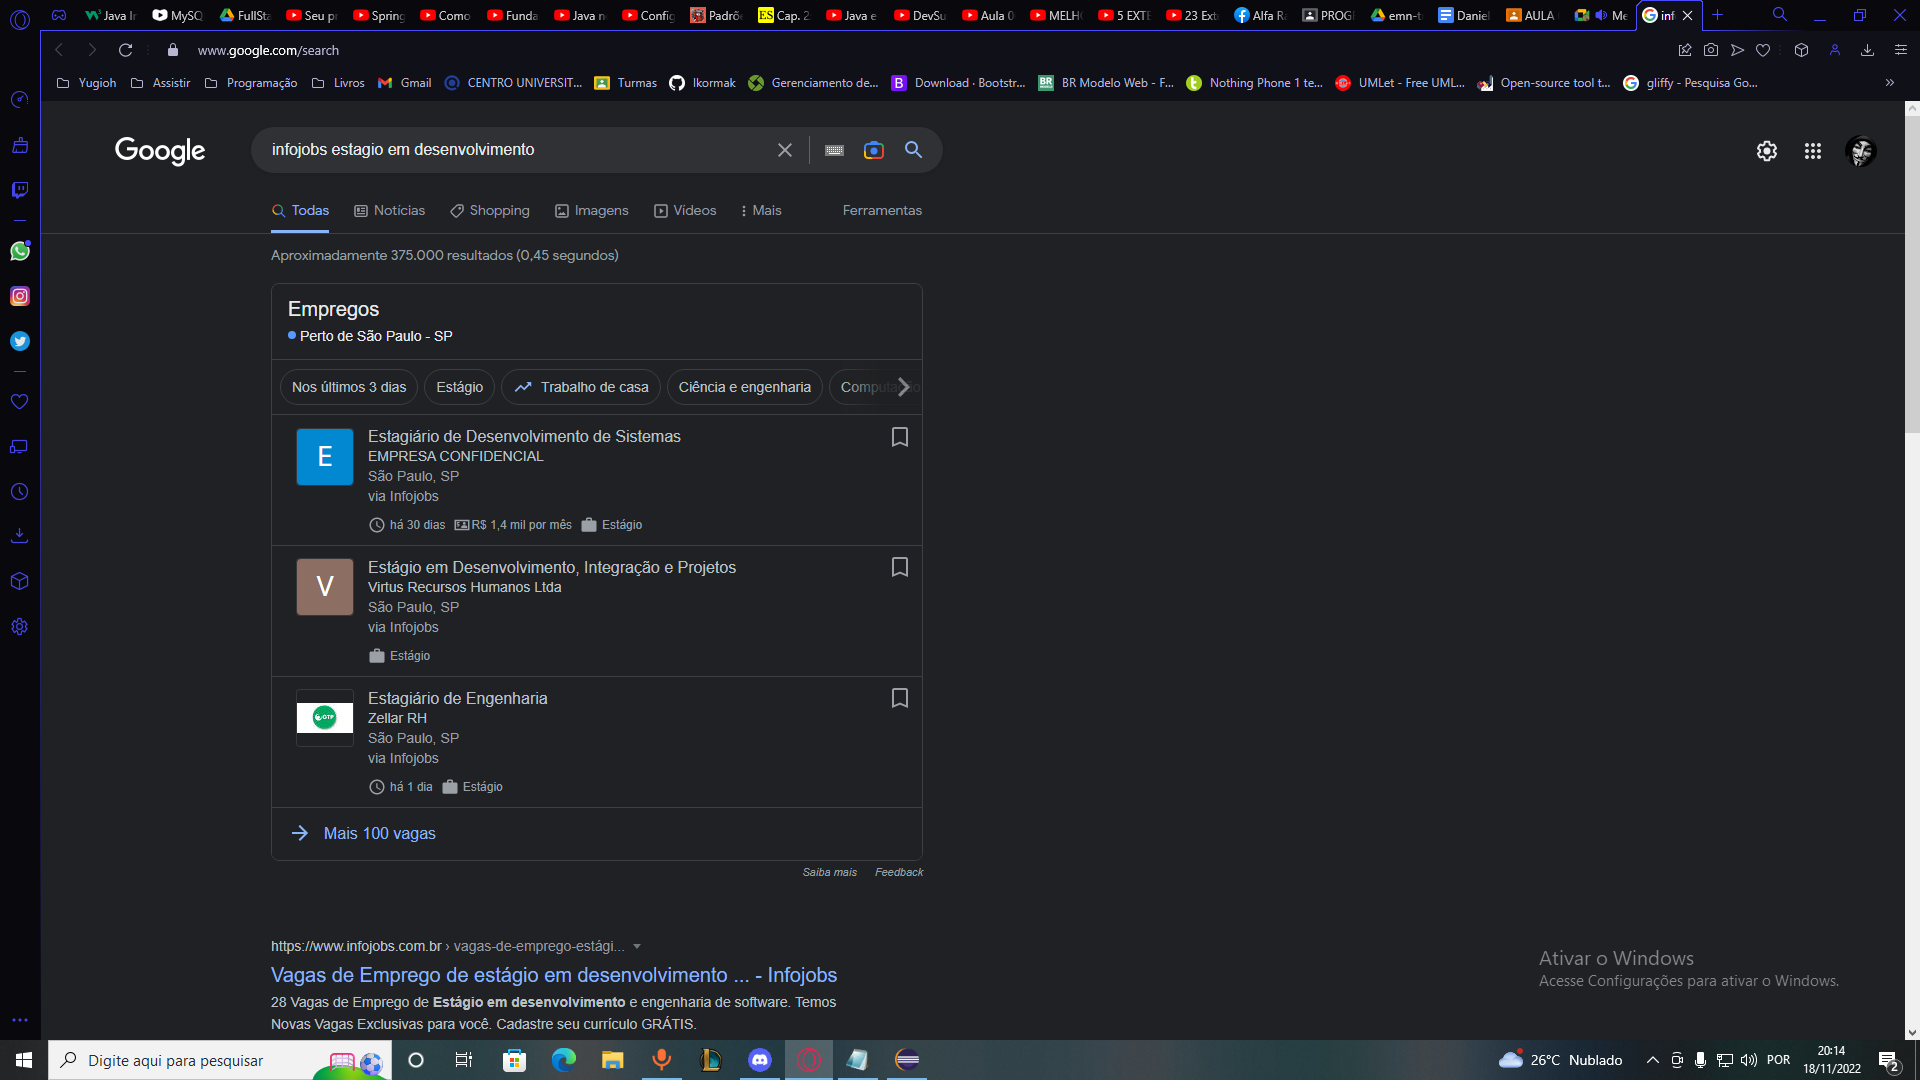 Java In
MySQ
FullSta
Seu pr
Spring
Como
Funda
Java n
Config
Padrõe
Cap. 2
Java e
DevSu
Aula 0
MELH
5 EXTE
23 Ext
Alfa Ra
PROGI
emn-tr
Daniel
AULA
Me
inf
www.google.com/search
Yugioh
Assistir
Programação
Livros
Gmail
CENTRO UNIVERSIT...
Turmas
Ikormak
Gerenciamento de...
Download · Bootstr...
BR Modelo Web - F...
Nothing Phone 1 te...
UMLet - Free UML...
Open-source tool t...
gliffy - Pesquisa Go...
Google
infojobs estagio em desenvolvimento
Todas
Notícias
Shopping
Imagens
Vídeos
Mais
Ferramentas
Aproximadamente 375.000 resultados (0,45 segundos)
Empregos
Perto de São Paulo - SP
Nos últimos 3 dias
Estágio
Trabalho de casa
Ciência e engenharia
E
Estagiário de Desenvolvimento de Sistemas
EMPRESA CONFIDENCIAL
São Paulo, SP
via Infojobs
há 30 dias
R$ 1,4 mil por mês
Estágio
V
Estágio em Desenvolvimento, Integração e Projetos
Virtus Recursos Humanos Ltda
São Paulo, SP
via Infojobs
Estágio
GTP
Estagiário de Engenharia
Zellar RH
São Paulo, SP
via Infojobs
há 1 dia
Estágio
Mais 100 vagas
Saiba mais
Feedback
https://www.infojobs.com.br › vagas-de-emprego-estági...
Vagas de Emprego de estágio em desenvolvimento ... - Infojobs
28 Vagas de Emprego de Estágio em desenvolvimento e engenharia de software. Temos
Novas Vagas Exclusivas para você. Cadastre seu currículo GRÁTIS.
Ativar o Windows
Acesse Configurações para ativar o Windows.
Digite aqui para pesquisar
26°C Nublado
POR
20:14
18/11/2022
2